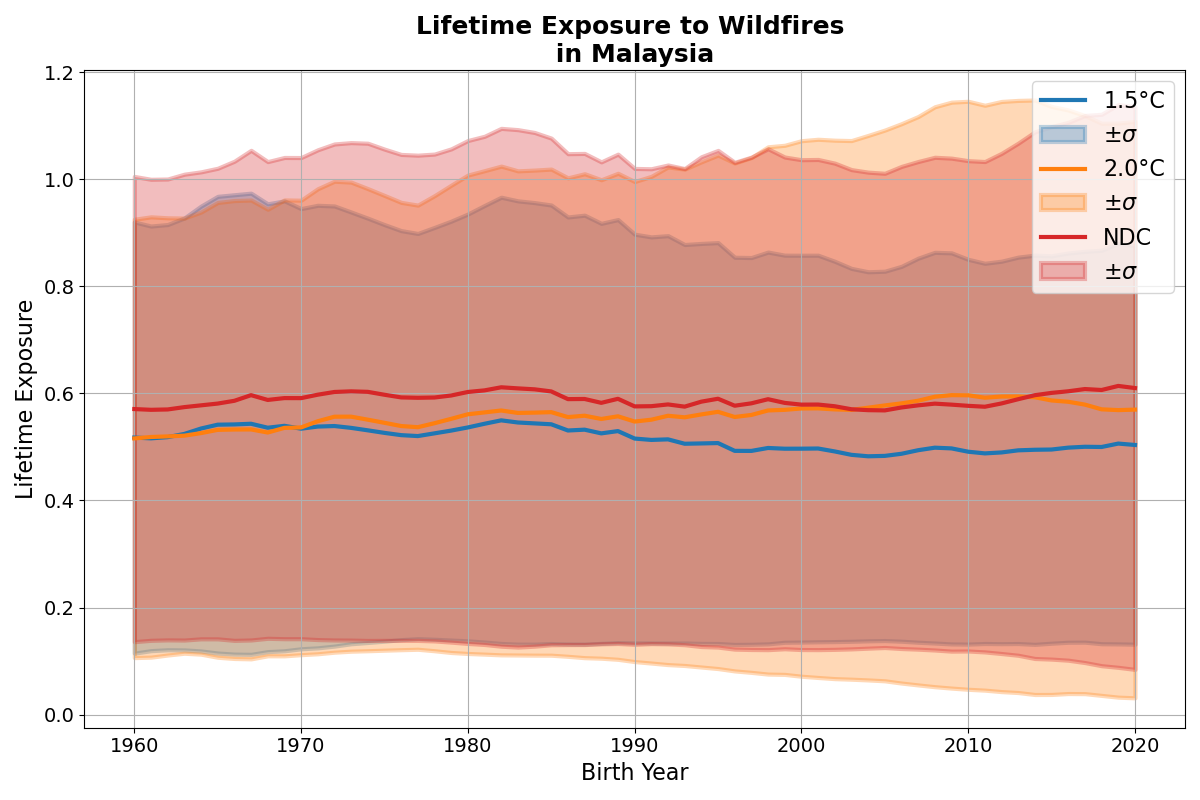 Lifetime Exposure to Wildfires
in Malaysia
1.2
1.0
0.8
0.6
0.4
0.2
0.0
Lifetime Exposure
1960
1970
1980
1990
2000
2010
2020
Birth Year
1.5°C
±σ
2.0°C
±σ
NDC
±σ